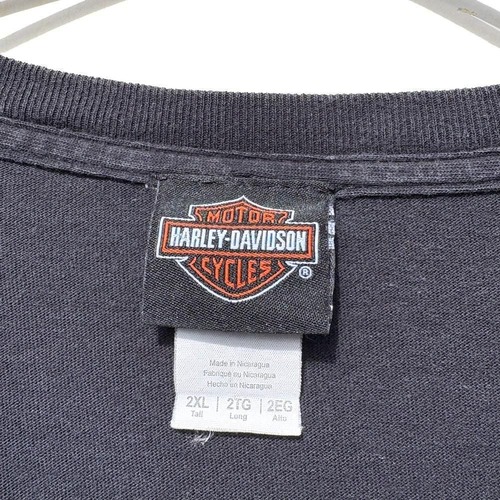 MOTOR
HARLEY-DAVIDSON
CYCLES ®
Made in Nicaragua
Fabriqué au Nicaragua
Hecho en Nicaragua
2XL | 2TG | 2EG
Tall Long Alto